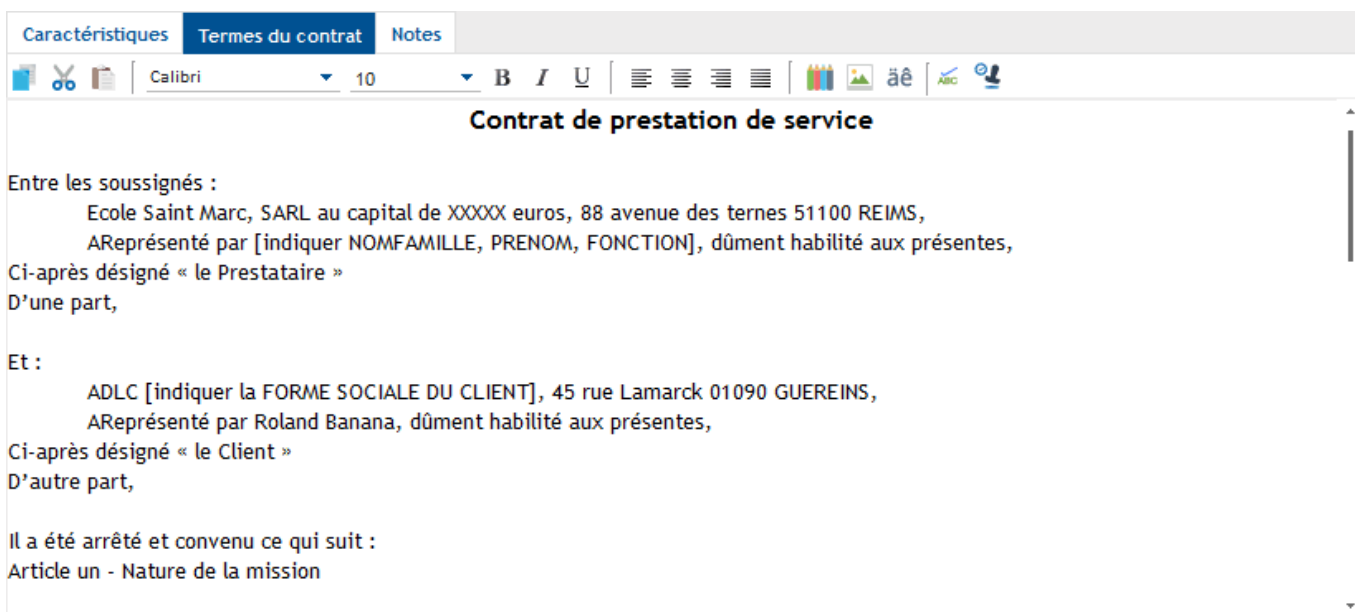 Caractéristiques Termes du contrat Notes
Calibri 10 B I U äê ABC
Contrat de prestation de service
Entre les soussignés :
Ecole Saint Marc, SARL au capital de XXXXX euros, 88 avenue des ternes 51100 REIMS,
AReprésenté par [indiquer NOMFAMILLE, PRENOM, FONCTION], dûment habilité aux présentes,
Ci-après désigné « le Prestataire »
D’une part,
Et :
ADLC [indiquer la FORME SOCIALE DU CLIENT], 45 rue Lamarck 01090 GUEREINS,
AReprésenté par Roland Banana, dûment habilité aux présentes,
Ci-après désigné « le Client »
D’autre part,
Il a été arrêté et convenu ce qui suit :
Article un - Nature de la mission